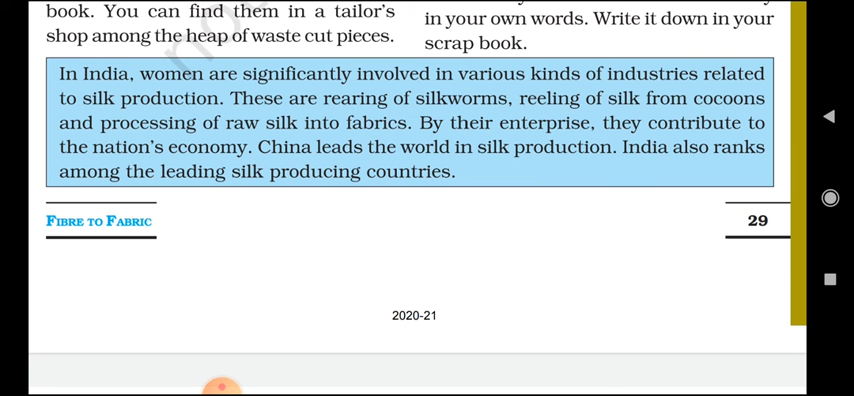 book. You can find them in a tailor's
shop among the heap of waste cut pieces.
in your own words. Write it down in your
scrap book.
In India, women are significantly involved in various kinds of industries related
to silk production. These are rearing of silkworms, reeling of silk from cocoons
and processing of raw silk into fabrics. By their enterprise, they contribute to
the nation's economy. China leads the world in silk production. India also ranks
among the leading silk producing countries.
FIBRE TO FABRIC
29
2020-21